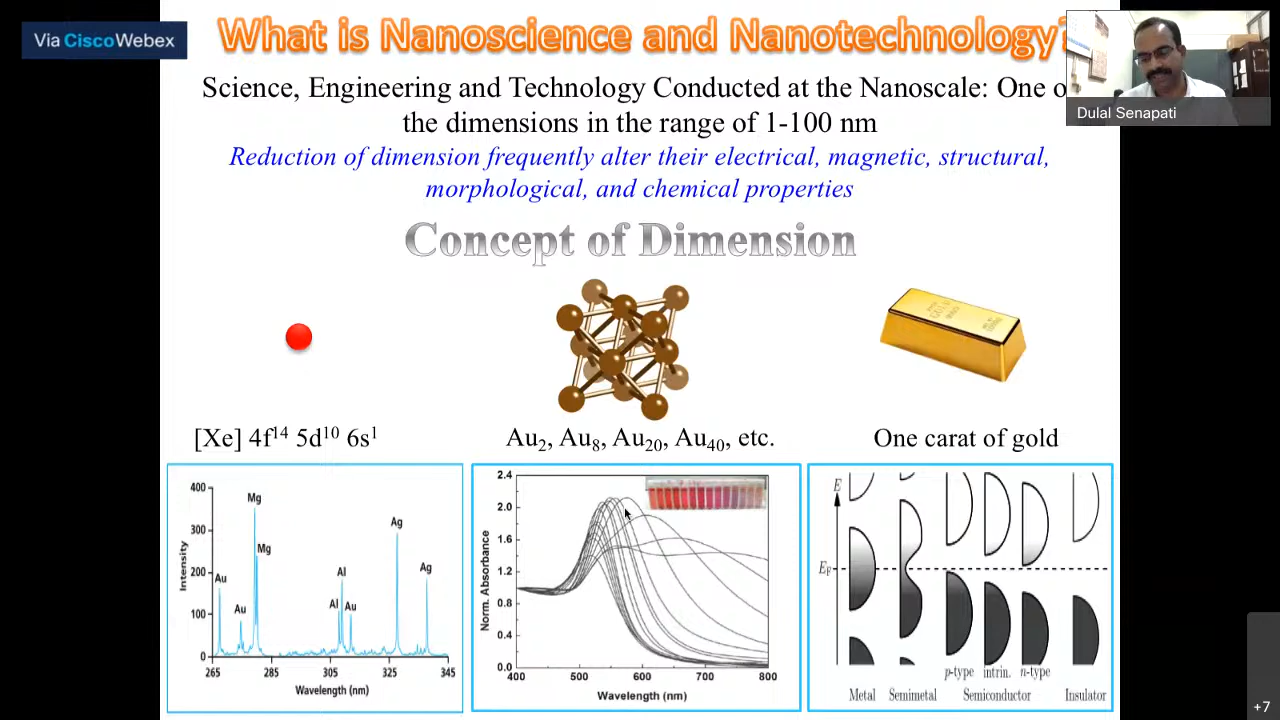 Via CiscoWebex
What is Nanoscience and Nanotechnology?
Dulal Senapati
Science, Engineering and Technology Conducted at the Nanoscale: One o
the dimensions in the range of 1-100 nm
Reduction of dimension frequently alter their electrical, magnetic, structural,
morphological, and chemical properties
Concept of Dimension
[Xe] 4f¹⁴ 5d¹⁰ 6s¹
Au₂, Au₈, Au₂₀, Au₄₀, etc.
One carat of gold
Intensity
400
300
200
100
0
Au
Au
Mg
Mg
Al
Al
Au
Ag
Ag
265
285
305
325
345
Wavelength (nm)
Norm. Absorbance
2.4
2.0
1.6
1.2
0.8
0.4
0.0
400
500
600
700
800
Wavelength (nm)
E
E_F
p-type
intrin.
n-type
Metal
Semimetal
Semiconductor
Insulator
+7